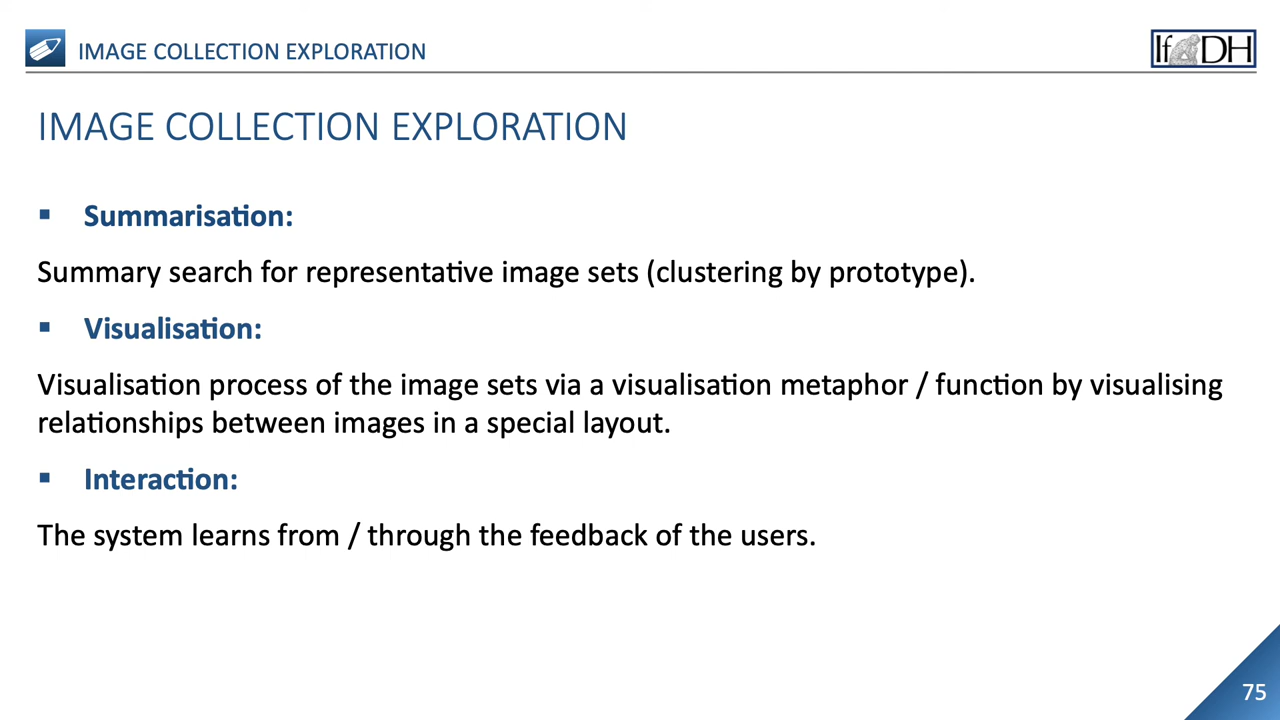 IMAGE COLLECTION EXPLORATION
IfDH
IMAGE COLLECTION EXPLORATION
▪ Summarisation:
Summary search for representative image sets (clustering by prototype).
▪ Visualisation:
Visualisation process of the image sets via a visualisation metaphor / function by visualising
relationships between images in a special layout.
▪ Interaction:
The system learns from / through the feedback of the users.
75